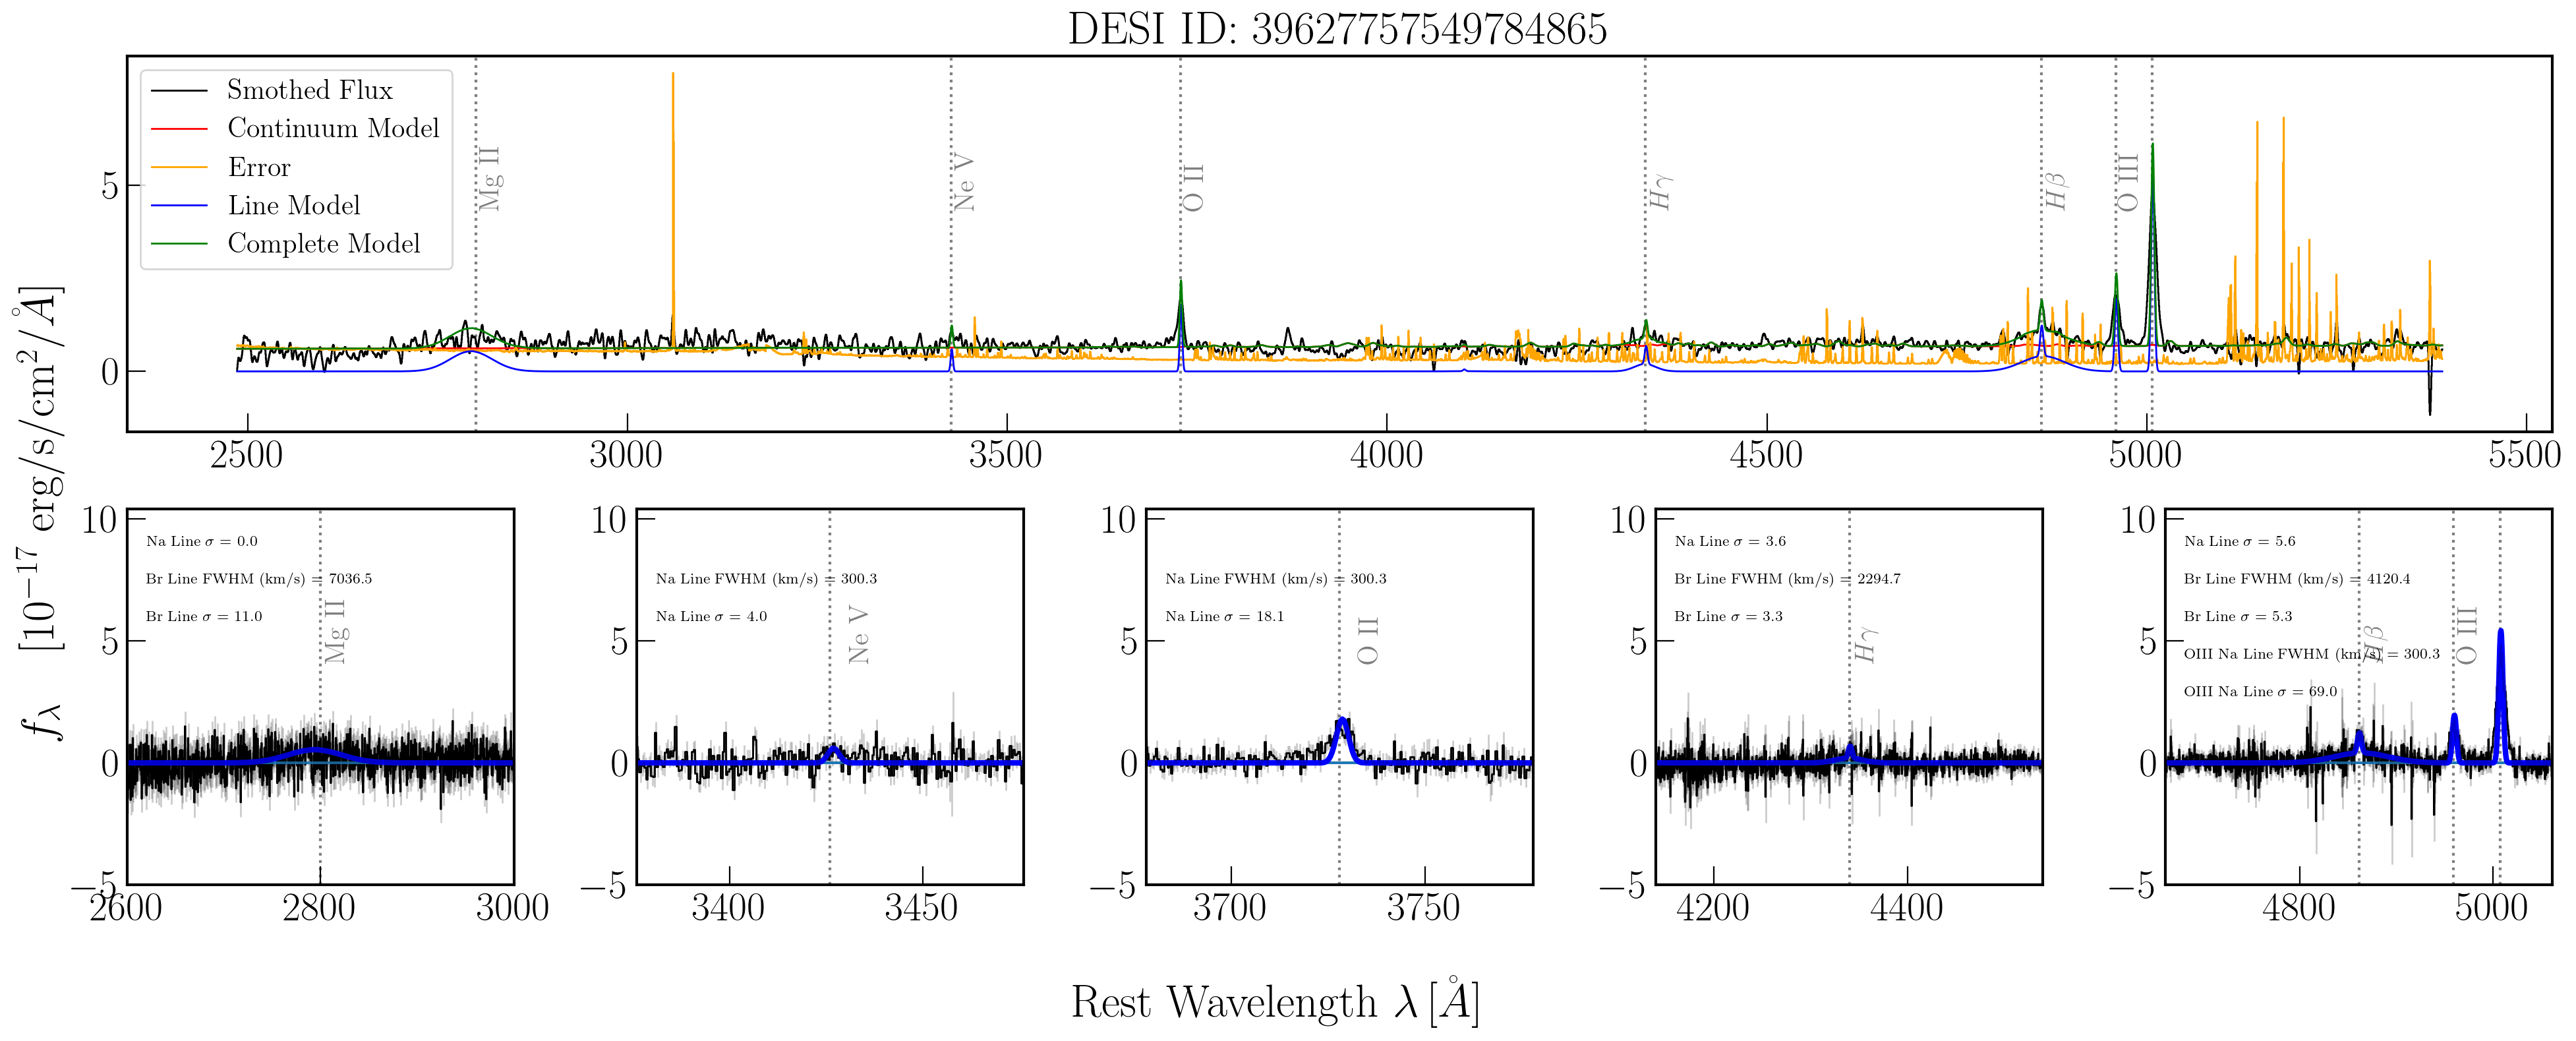 DESI ID: 39627757549784865
Smothed Flux
Continuum Model
Error
Line Model
Complete Model
Mg II
Ne V
O II
Hγ
Hβ
O III
5
0
2500 3000 3500 4000 4500 5000 5500
f_λ [10^{-17} erg/s/cm^2/Å]
10
5
0
−5
Na Line σ = 0.0
Br Line FWHM (km/s) = 7036.5
Br Line σ = 11.0
Mg II
2600 2800 3000
10
5
0
−5
Na Line FWHM (km/s) = 300.3
Na Line σ = 4.0
Ne V
3400 3450
10
5
0
−5
Na Line FWHM (km/s) = 300.3
Na Line σ = 18.1
O II
3700 3750
10
5
0
−5
Na Line σ = 3.6
Br Line FWHM (km/s) = 2294.7
Br Line σ = 3.3
Hγ
4200 4400
10
5
0
−5
Na Line σ = 5.6
Br Line FWHM (km/s) = 4120.4
Br Line σ = 5.3
OIII Na Line FWHM (km/s) = 300.3
OIII Na Line σ = 69.0
Hβ
O III
4800 5000
Rest Wavelength λ [Å]